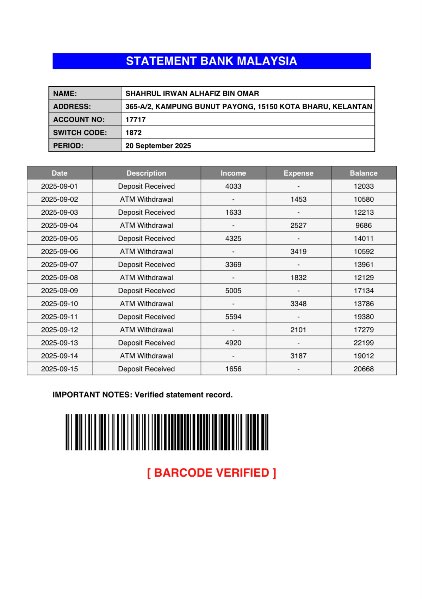 STATEMENT BANK MALAYSIA
NAME: SHAHRUL IRWAN ALHAFIZ BIN OMAR
ADDRESS: 365-A/2, KAMPUNG BUNUT PAYONG, 15150 KOTA BHARU, KELANTAN
ACCOUNT NO: 17717
SWITCH CODE: 1872
PERIOD: 20 September 2025
Date Description Income Expense Balance
2025-09-01 Deposit Received 4033 - 12033
2025-09-02 ATM Withdrawal - 1453 10580
2025-09-03 Deposit Received 1633 - 12213
2025-09-04 ATM Withdrawal - 2527 9686
2025-09-05 Deposit Received 4325 - 14011
2025-09-06 ATM Withdrawal - 3419 10592
2025-09-07 Deposit Received 3369 - 13961
2025-09-08 ATM Withdrawal - 1832 12129
2025-09-09 Deposit Received 5005 - 17134
2025-09-10 ATM Withdrawal - 3348 13786
2025-09-11 Deposit Received 5594 - 19380
2025-09-12 ATM Withdrawal - 2101 17279
2025-09-13 Deposit Received 4920 - 22199
2025-09-14 ATM Withdrawal - 3187 19012
2025-09-15 Deposit Received 1656 - 20668
IMPORTANT NOTES: Verified statement record.
[ BARCODE VERIFIED ]